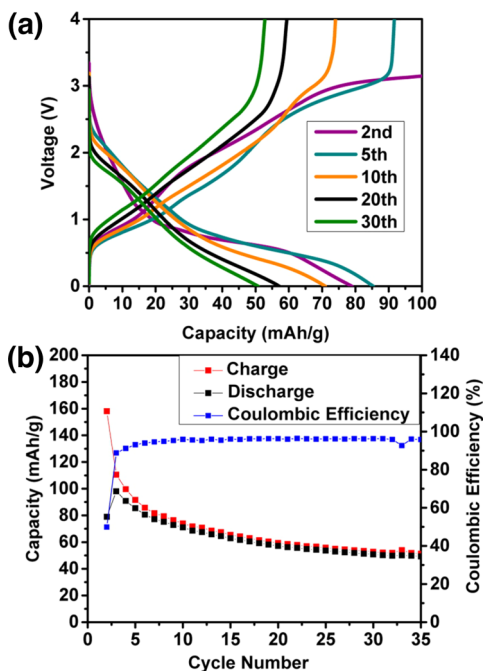 (a)
4
3
2
1
0
Voltage (V)
2nd
5th
10th
20th
30th
0 10 20 30 40 50 60 70 80 90 100
Capacity (mAh/g)
(b)
200
180
160
140
120
100
80
60
40
20
0
Capacity (mAh/g)
Charge
Discharge
Coulombic Efficiency
140
120
100
80
60
40
20
0
Coulombic Efficiency (%)
0 5 10 15 20 25 30 35
Cycle Number